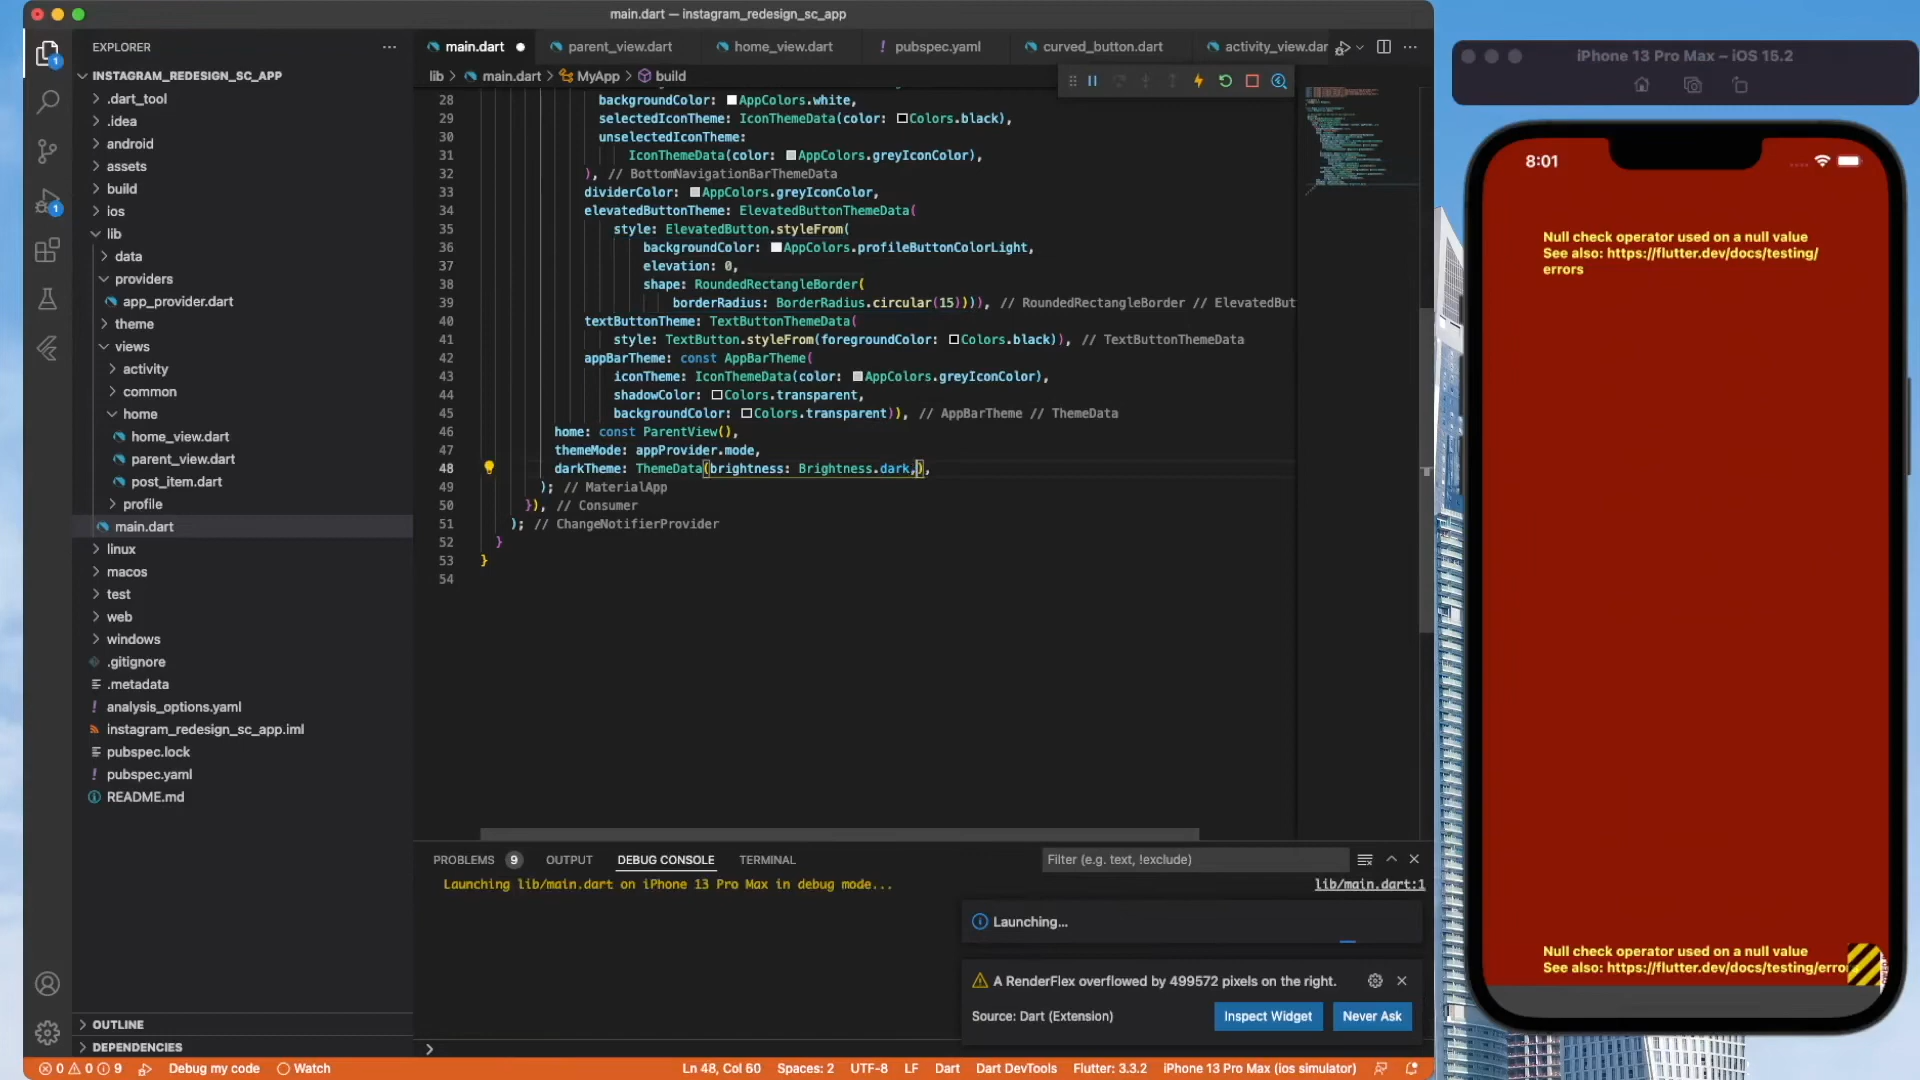 main.dart — instagram_redesign_sc_app
EXPLORER
INSTAGRAM_REDESIGN_SC_APP
.dart_tool
.idea
android
assets
build
ios
lib
data
providers
app_provider.dart
theme
views
activity
common
home
home_view.dart
parent_view.dart
post_item.dart
profile
main.dart
linux
macos
test
web
windows
.gitignore
.metadata
analysis_options.yaml
instagram_redesign_sc_app.iml
pubspec.lock
pubspec.yaml
README.md
OUTLINE
DEPENDENCIES
1
1
main.dart parent_view.dart home_view.dart pubspec.yaml curved_button.dart activity_view.dar
lib > main.dart > MyApp > build
28 backgroundColor: AppColors.white,
29 selectedIconTheme: IconThemeData(color: Colors.black),
30 unselectedIconTheme:
31 IconThemeData(color: AppColors.greyIconColor),
32 ), // BottomNavigationBarThemeData
33 dividerColor: AppColors.greyIconColor,
34 elevatedButtonTheme: ElevatedButtonThemeData(
35 style: ElevatedButton.styleFrom(
36 backgroundColor: AppColors.profileButtonColorLight,
37 elevation: 0,
38 shape: RoundedRectangleBorder(
39 borderRadius: BorderRadius.circular(15)))), // RoundedRectangleBorder // ElevatedBut
40 textButtonTheme: TextButtonThemeData(
41 style: TextButton.styleFrom(foregroundColor: Colors.black)), // TextButtonThemeData
42 appBarTheme: const AppBarTheme(
43 iconTheme: IconThemeData(color: AppColors.greyIconColor),
44 shadowColor: Colors.transparent,
45 backgroundColor: Colors.transparent)), // AppBarTheme // ThemeData
46 home: const ParentView(),
47 themeMode: appProvider.mode,
48 darkTheme: ThemeData(brightness: Brightness.dark,),
49 ); // MaterialApp
50 }), // Consumer
51 ); // ChangeNotifierProvider
52 }
53 }
54
PROBLEMS 9 OUTPUT DEBUG CONSOLE TERMINAL Filter (e.g. text, !exclude)
Launching lib/main.dart on iPhone 13 Pro Max in debug mode... lib/main.dart:1
Launching...
A RenderFlex overflowed by 499572 pixels on the right.
Source: Dart (Extension) Inspect Widget Never Ask
0 0 9 Debug my code Watch Ln 48, Col 60 Spaces: 2 UTF-8 LF Dart Dart DevTools Flutter: 3.3.2 iPhone 13 Pro Max (ios simulator)
iPhone 13 Pro Max – iOS 15.2
8:01
Null check operator used on a null value
See also: https://flutter.dev/docs/testing/
errors
Null check operator used on a null value
See also: https://flutter.dev/docs/testing/erro